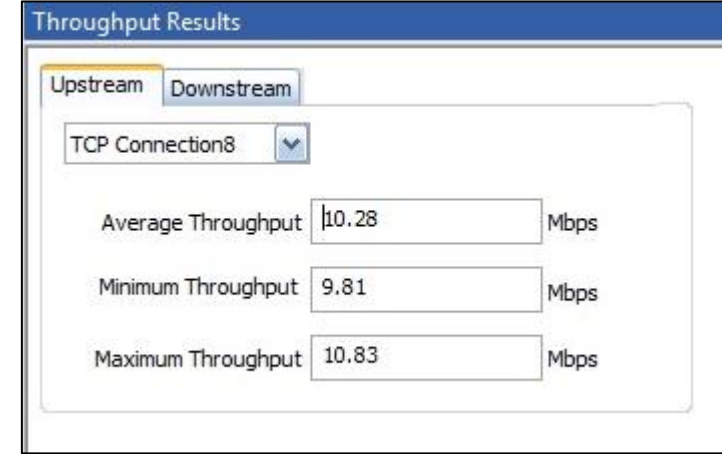 Throughput Results
Upstream Downstream
TCP Connection8
Average Throughput 10.28 Mbps
Minimum Throughput 9.81 Mbps
Maximum Throughput 10.83 Mbps